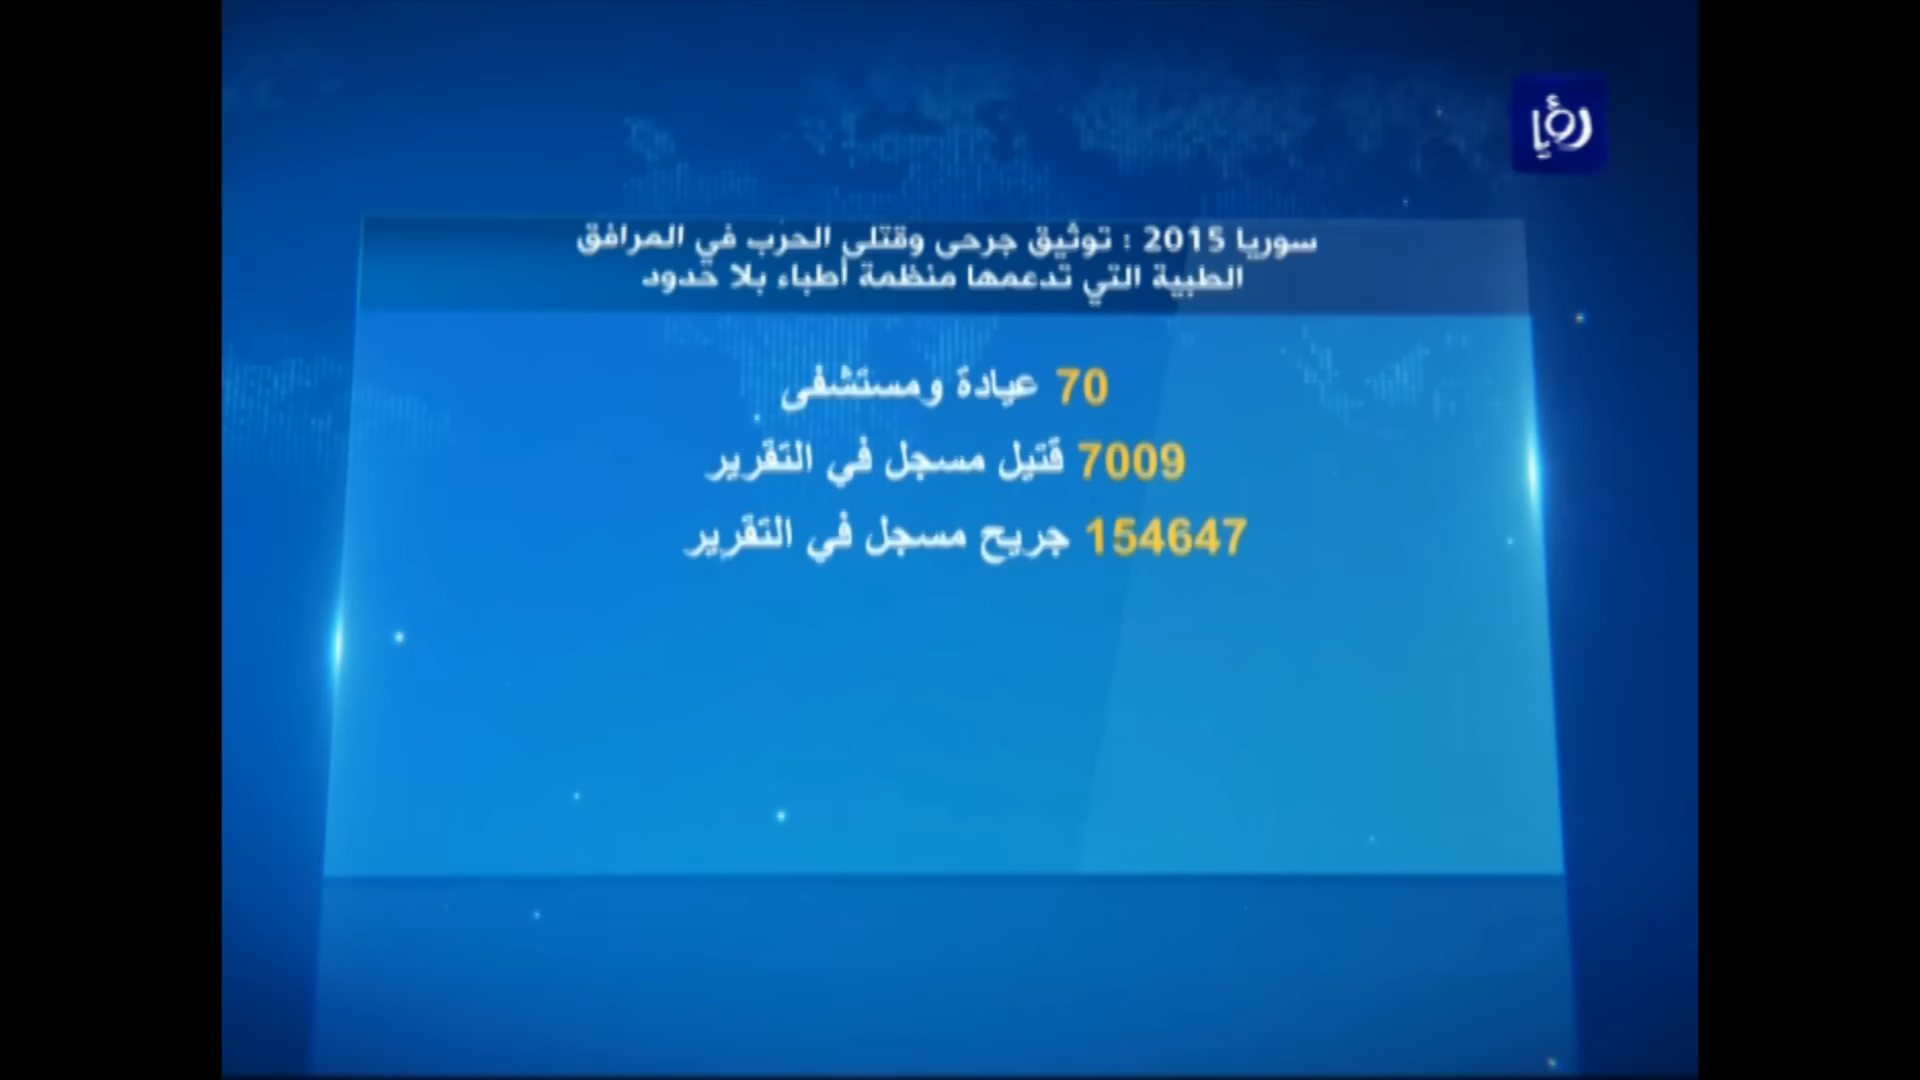 رؤيا
سوريا 2015 : توثيق جرحى وقتلى الحرب في المرافق
الطبية التي تدعمها منظمة أطباء بلا حدود
70 عيادة ومستشفى
7009 قتيل مسجل في التقرير
154647 جريح مسجل في التقرير